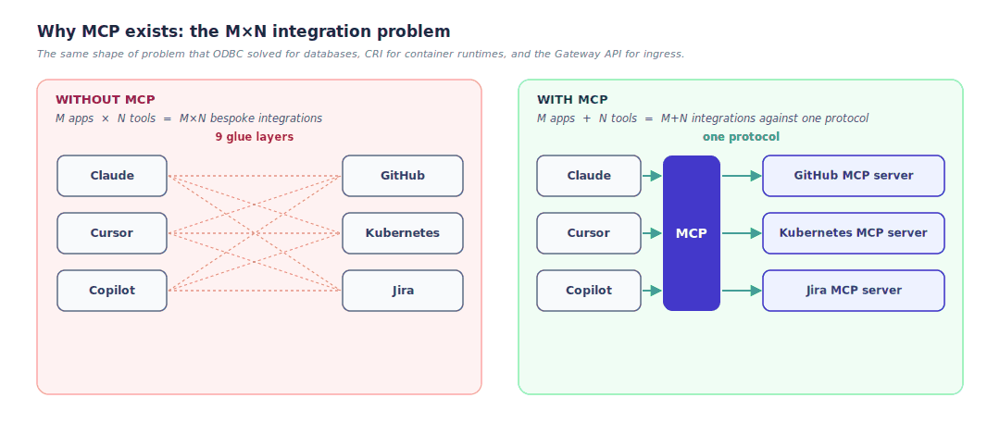 Why MCP exists: the M×N integration problem
The same shape of problem that ODBC solved for databases, CRI for container runtimes, and the Gateway API for ingress.
WITHOUT MCP
M apps × N tools = M×N bespoke integrations
9 glue layers
Claude
GitHub
Cursor
Kubernetes
Copilot
Jira
WITH MCP
M apps + N tools = M+N integrations against one protocol
one protocol
Claude
GitHub MCP server
Cursor
MCP
Kubernetes MCP server
Copilot
Jira MCP server